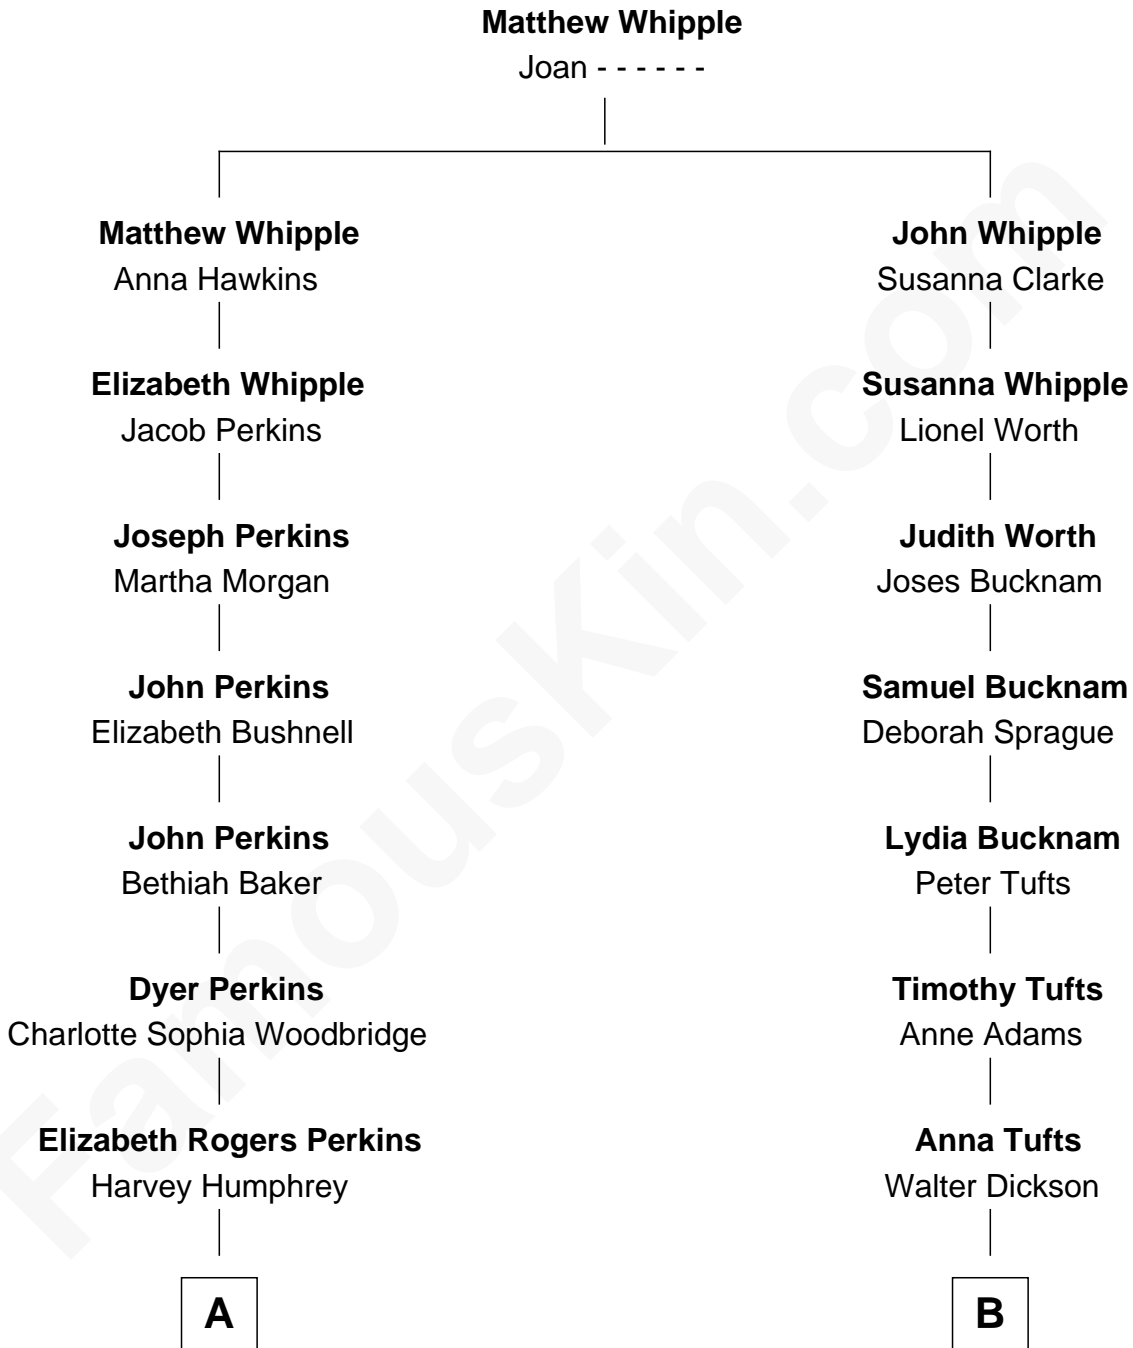 Matthew Whipple
Joan - - - - - -
Matthew Whipple
Anna Hawkins
John Whipple
Susanna Clarke
Elizabeth Whipple
Jacob Perkins
Susanna Whipple
Lionel Worth
Joseph Perkins
Martha Morgan
Judith Worth
Joses Bucknam
John Perkins
Elizabeth Bushnell
Samuel Bucknam
Deborah Sprague
John Perkins
Bethiah Baker
Lydia Bucknam
Peter Tufts
Dyer Perkins
Charlotte Sophia Woodbridge
Timothy Tufts
Anne Adams
Elizabeth Rogers Perkins
Harvey Humphrey
Anna Tufts
Walter Dickson
A
B
FamousKin.com